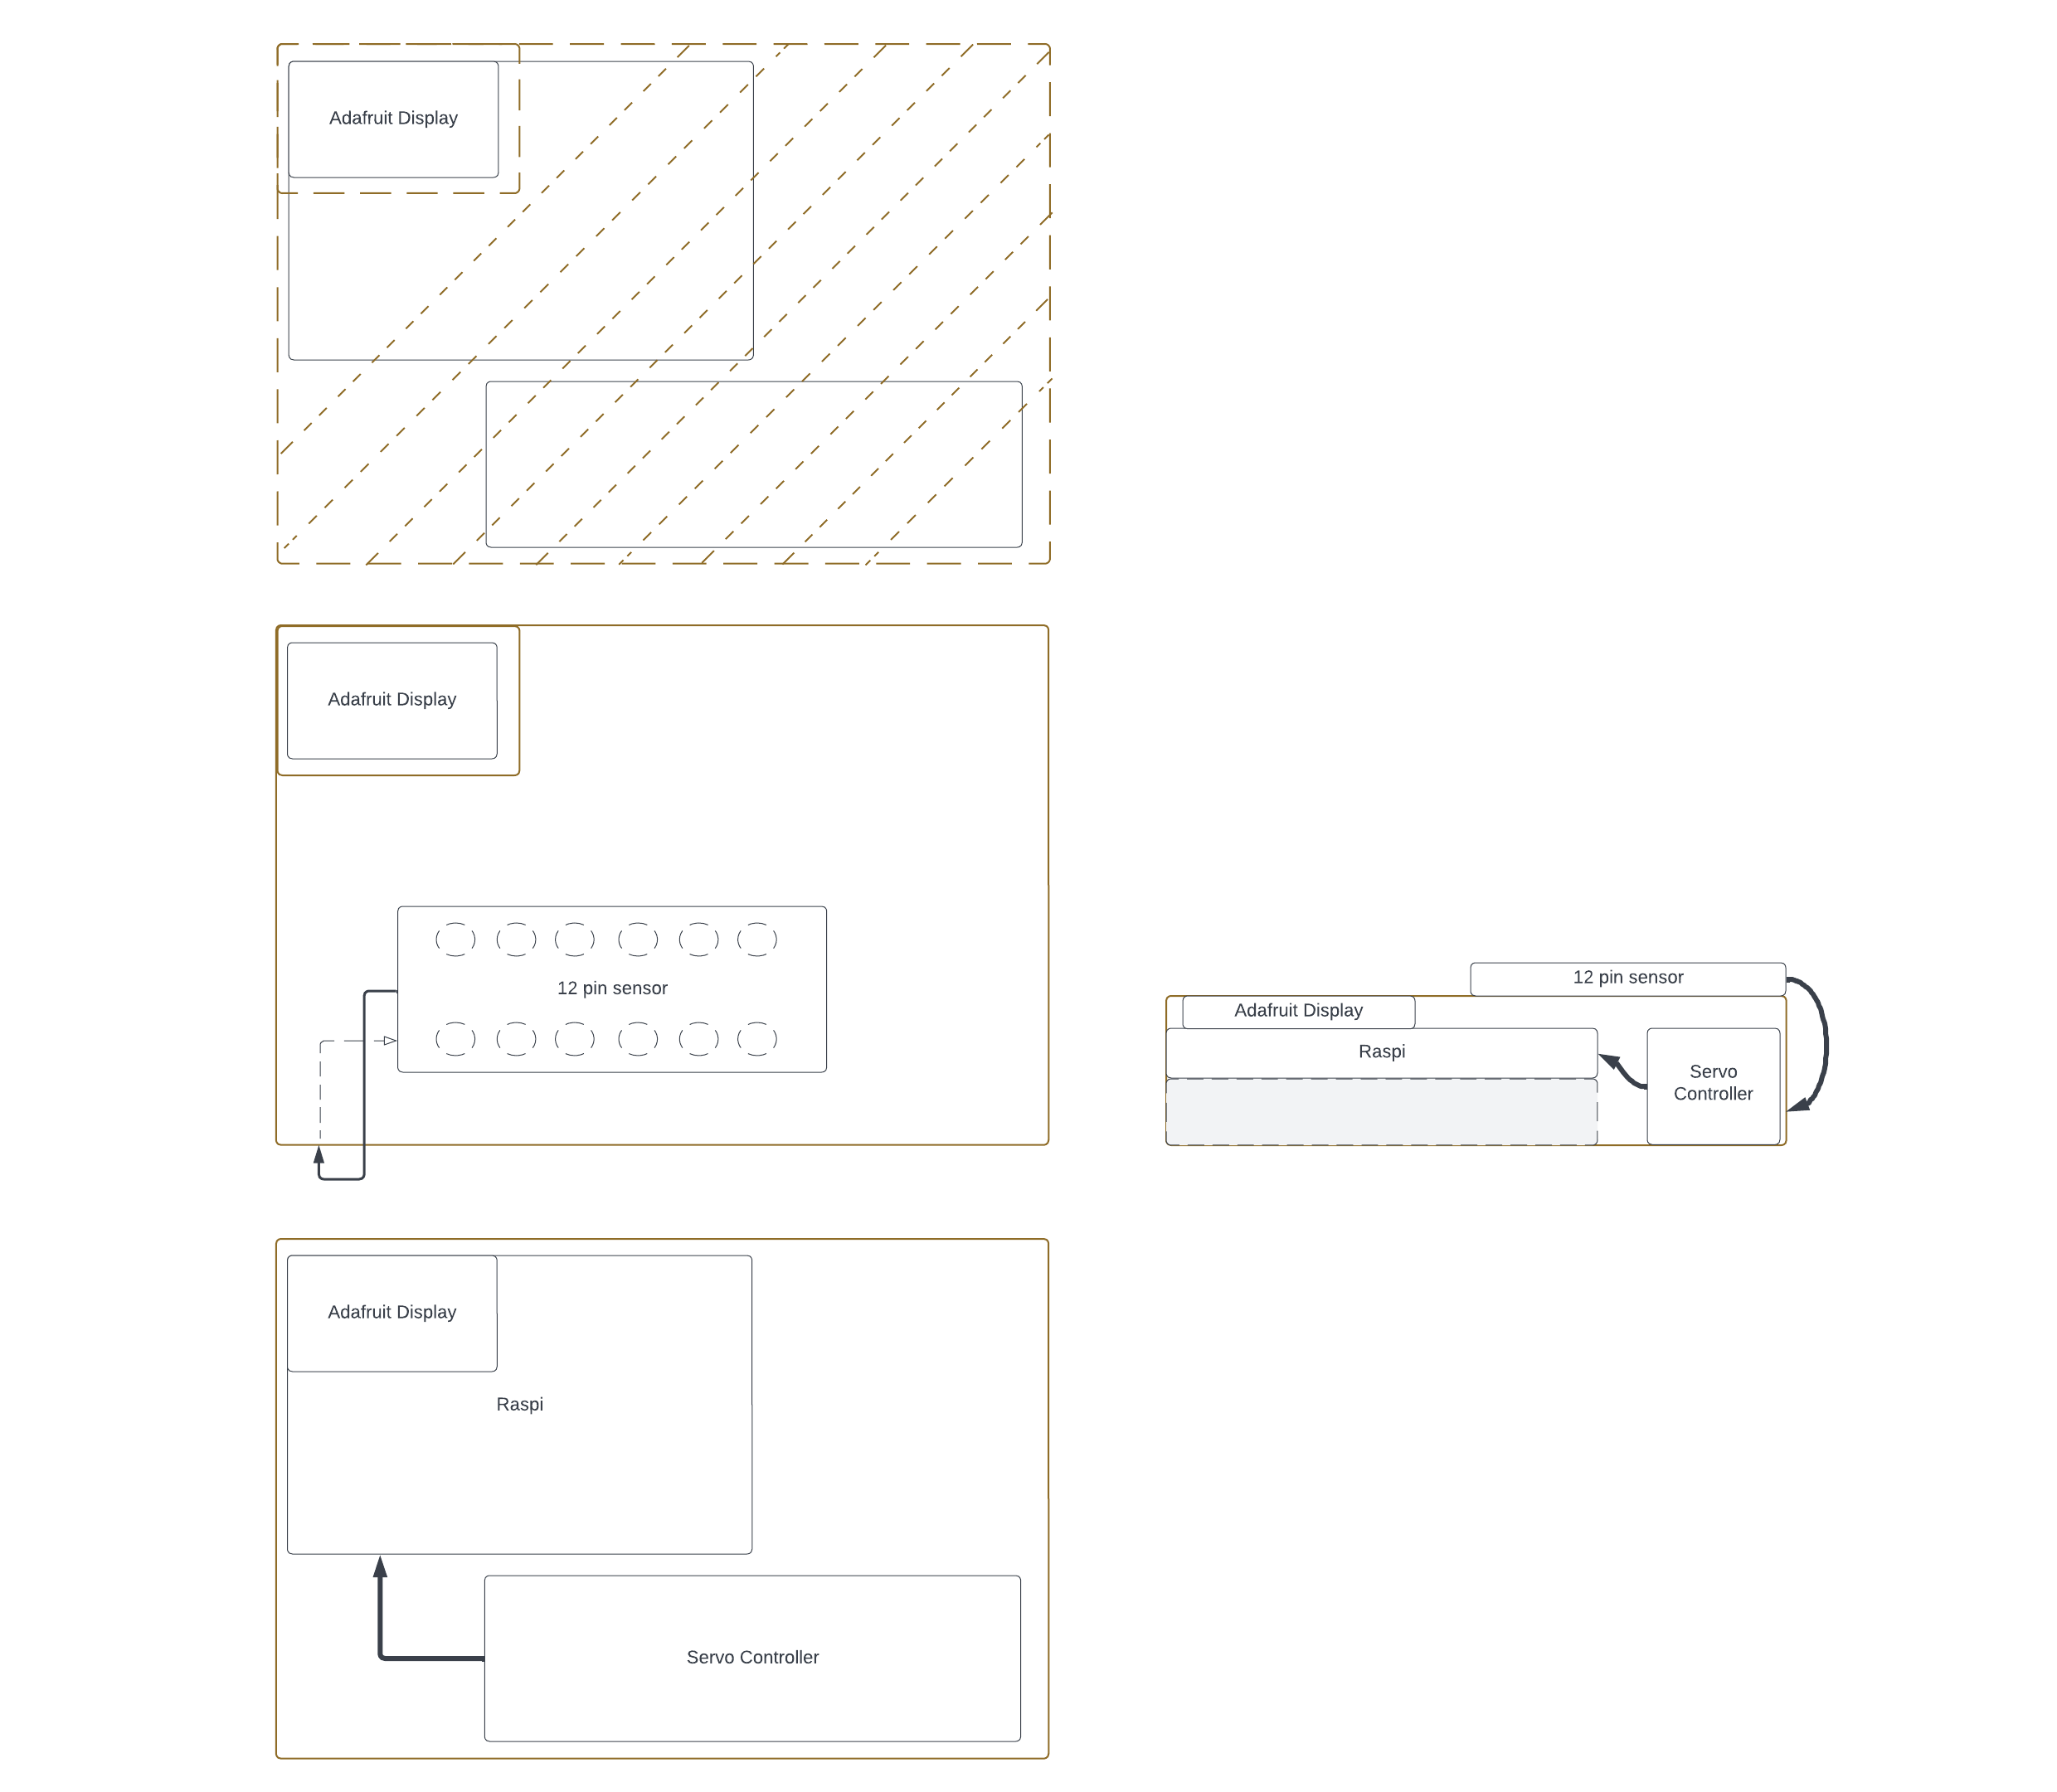 Adafruit Display
Adafruit Display
12 pin sensor
12 pin sensor
Adafruit Display
Raspi
Servo
Controller
Adafruit Display
Raspi
Servo Controller